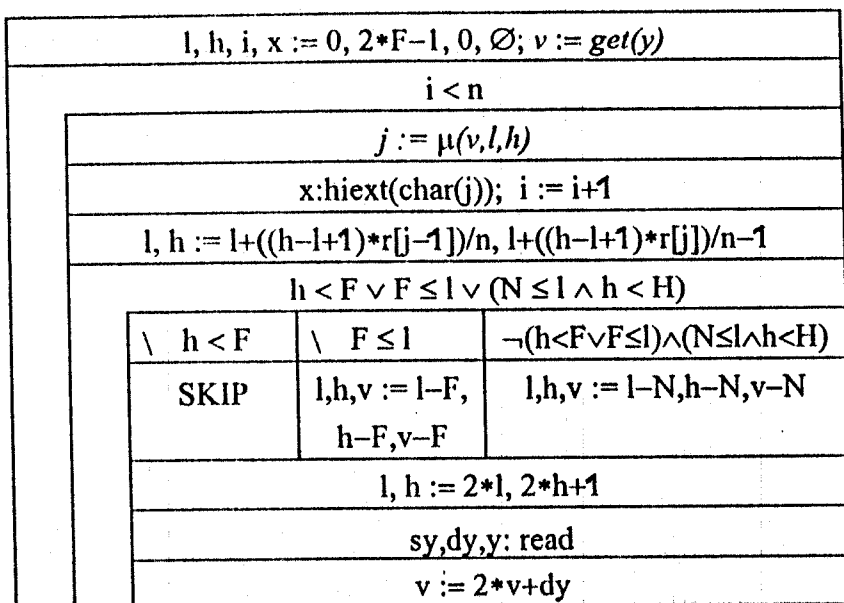 l, h, i, x := 0, 2*F−1, 0, ∅; v := get(y)
i < n
j := μ(v,l,h)
x:hiext(char(j)); i := i+1
l, h := l+((h−l+1)*r[j−1])/n, l+((h−l+1)*r[j])/n−1
h < F ∨ F ≤ l ∨ (N ≤ l ∧ h < H)
\ h < F \ F ≤ l ¬(h<F∨F≤l)∧(N≤l∧h<H)
SKIP l,h,v := l−F, l,h,v := l−N,h−N,v−N
h−F,v−F
l, h := 2*l, 2*h+1
sy,dy,y: read
v := 2*v+dy